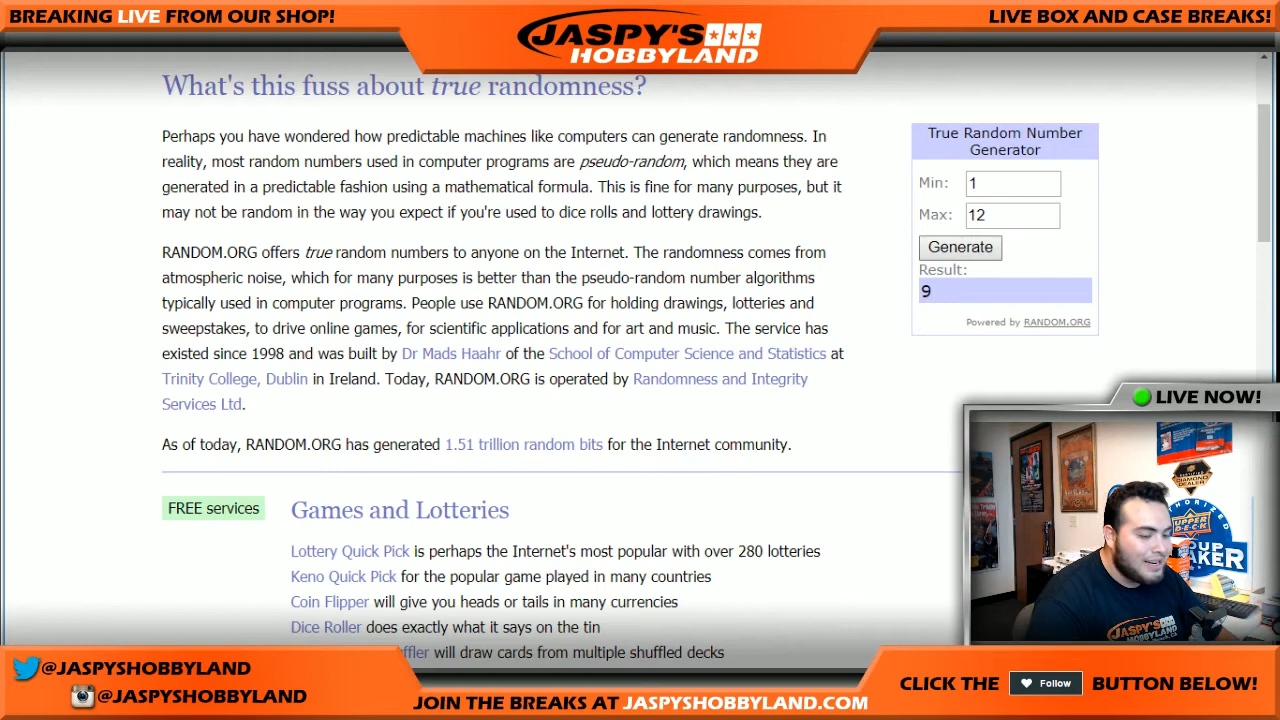 BREAKING LIVE FROM OUR SHOP!
JASPY'S
HOBBYLAND
LIVE BOX AND CASE BREAKS!
What's this fuss about true randomness?
Perhaps you have wondered how predictable machines like computers can generate randomness. In
reality, most random numbers used in computer programs are pseudo-random, which means they are
generated in a predictable fashion using a mathematical formula. This is fine for many purposes, but it
may not be random in the way you expect if you're used to dice rolls and lottery drawings.
RANDOM.ORG offers true random numbers to anyone on the Internet. The randomness comes from
atmospheric noise, which for many purposes is better than the pseudo-random number algorithms
typically used in computer programs. People use RANDOM.ORG for holding drawings, lotteries and
sweepstakes, to drive online games, for scientific applications and for art and music. The service has
existed since 1998 and was built by Dr Mads Haahr of the School of Computer Science and Statistics at
Trinity College, Dublin in Ireland. Today, RANDOM.ORG is operated by Randomness and Integrity
Services Ltd.
As of today, RANDOM.ORG has generated 1.51 trillion random bits for the Internet community.
True Random Number
Generator
Min: 1
Max: 12
Generate
Result:
9
Powered by RANDOM.ORG
FREE services
Games and Lotteries
Lottery Quick Pick is perhaps the Internet's most popular with over 280 lotteries
Keno Quick Pick for the popular game played in many countries
Coin Flipper will give you heads or tails in many currencies
Dice Roller does exactly what it says on the tin
ffler will draw cards from multiple shuffled decks
LIVE NOW!
DIAMOND
DEALER
UPPER
DECK
JASPY'S
HOBBYLAND
@JASPYSHOBBYLAND
@JASPYSHOBBYLAND
JOIN THE BREAKS AT JASPYSHOBBYLAND.COM
CLICK THE Follow BUTTON BELOW!